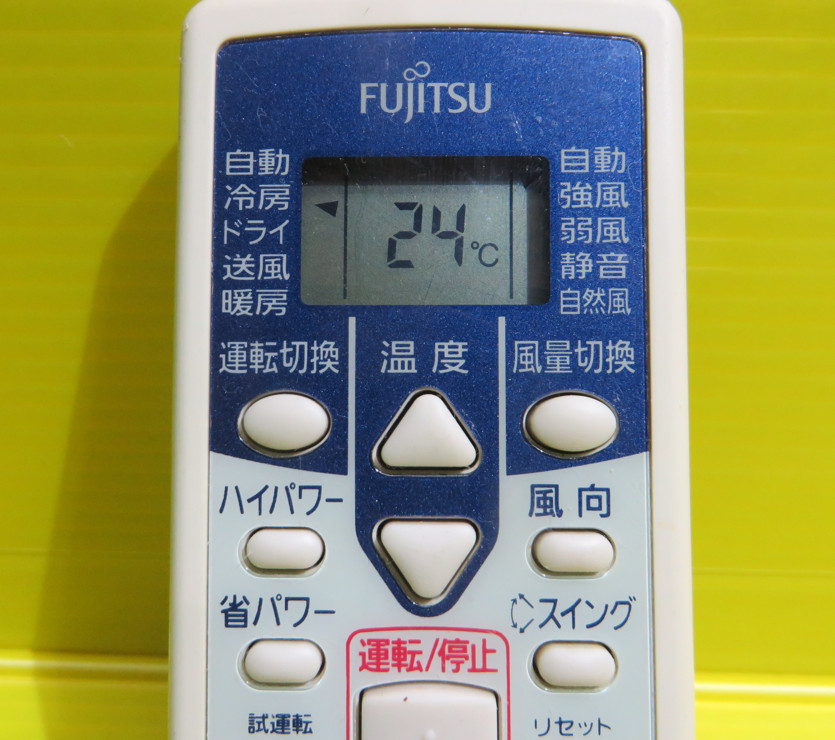 FUJITSU
自動
冷房
ドライ
送風
暖房
24℃
自動
強風
弱風
静音
自然風
運転切換
温度
風量切換
ハイパワー
風向
省パワー
スイング
運転/停止
試運転
リセット